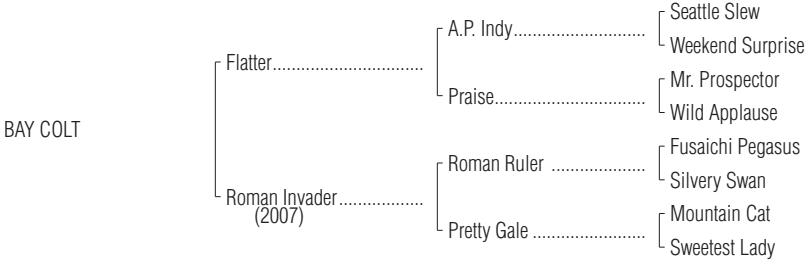 Seattle Slew
A.P. Indy............................
Weekend Surprise
Flatter................................
Mr. Prospector
Praise................................
Wild Applause
BAY COLT
Fusaichi Pegasus
Roman Ruler ....................
Silvery Swan
Roman Invader..................
(2007)
Mountain Cat
Pretty Gale ........................
Sweetest Lady